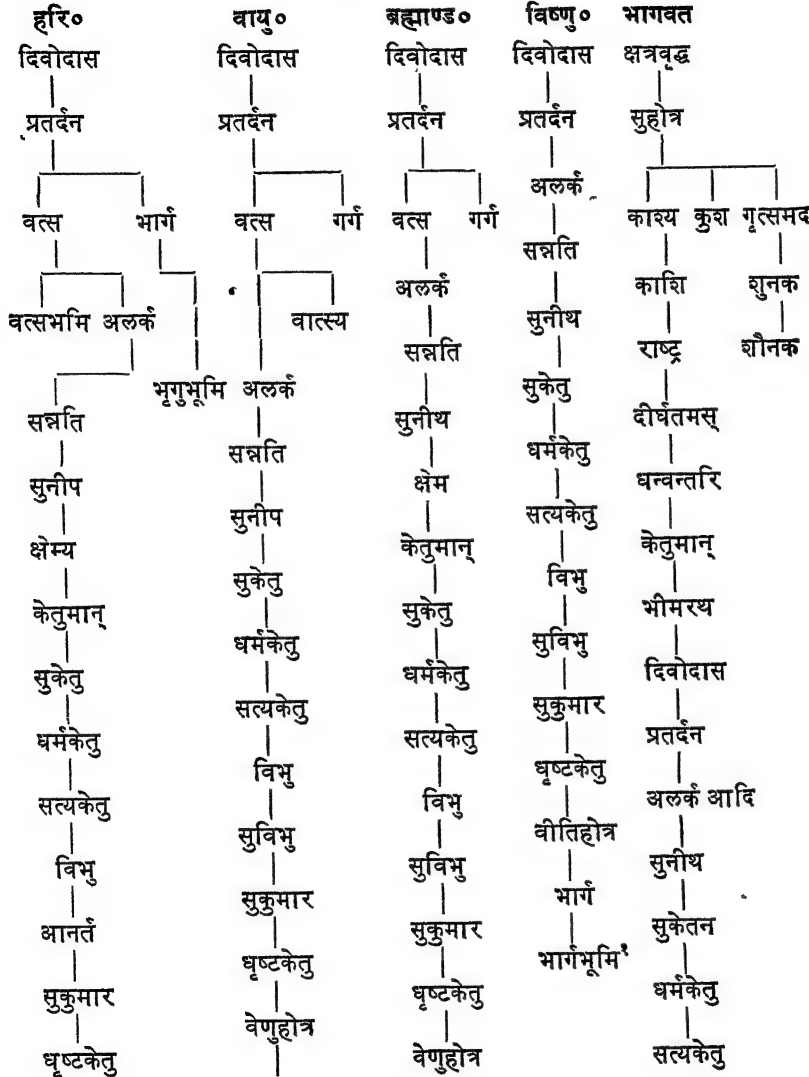 हरि०
दिवोदास
प्रतर्दन
वत्स भार्ग
वत्सभमि अलर्क
भृगुभूमि
सन्नति
सुनीप
क्षेम्य
केतुमान्
सुकेतु
धर्मकेतु
सत्यकेतु
विभु
आनर्त
सुकुमार
धृष्टकेतु
वायु०
दिवोदास
प्रतर्दन
वत्स गर्ग
वात्स्य
अलर्क
सन्नति
सुनीप
सुकेतु
धर्मकेतु
सत्यकेतु
विभु
सुविभु
सुकुमार
धृष्टकेतु
वेणुहोत्र
ब्रह्माण्ड०
दिवोदास
प्रतर्दन
वत्स गर्ग
अलर्क
सन्नति
सुनीथ
क्षेम
केतुमान्
सुकेतु
धर्मकेतु
सत्यकेतु
विभु
सुविभु
सुकुमार
धृष्टकेतु
वेणुहोत्र
विष्णु०
दिवोदास
प्रतर्दन
अलर्क
सन्नति
सुनीथ
सुकेतु
धर्मकेतु
सत्यकेतु
विभु
सुविभु
सुकुमार
धृष्टकेतु
वीतिहोत्र
भार्ग
भार्गभूमि¹
भागवत
क्षत्रवृद्ध
सुहोत्र
काश्य कुश गृत्समद
काशि शुनक
राष्ट्र शौनक
दीर्घतमस्
धन्वन्तरि
केतुमान्
भीमरथ
दिवोदास
प्रतर्दन
अलर्क आदि
सुनीथ
सुकेतन
धर्मकेतु
सत्यकेतु